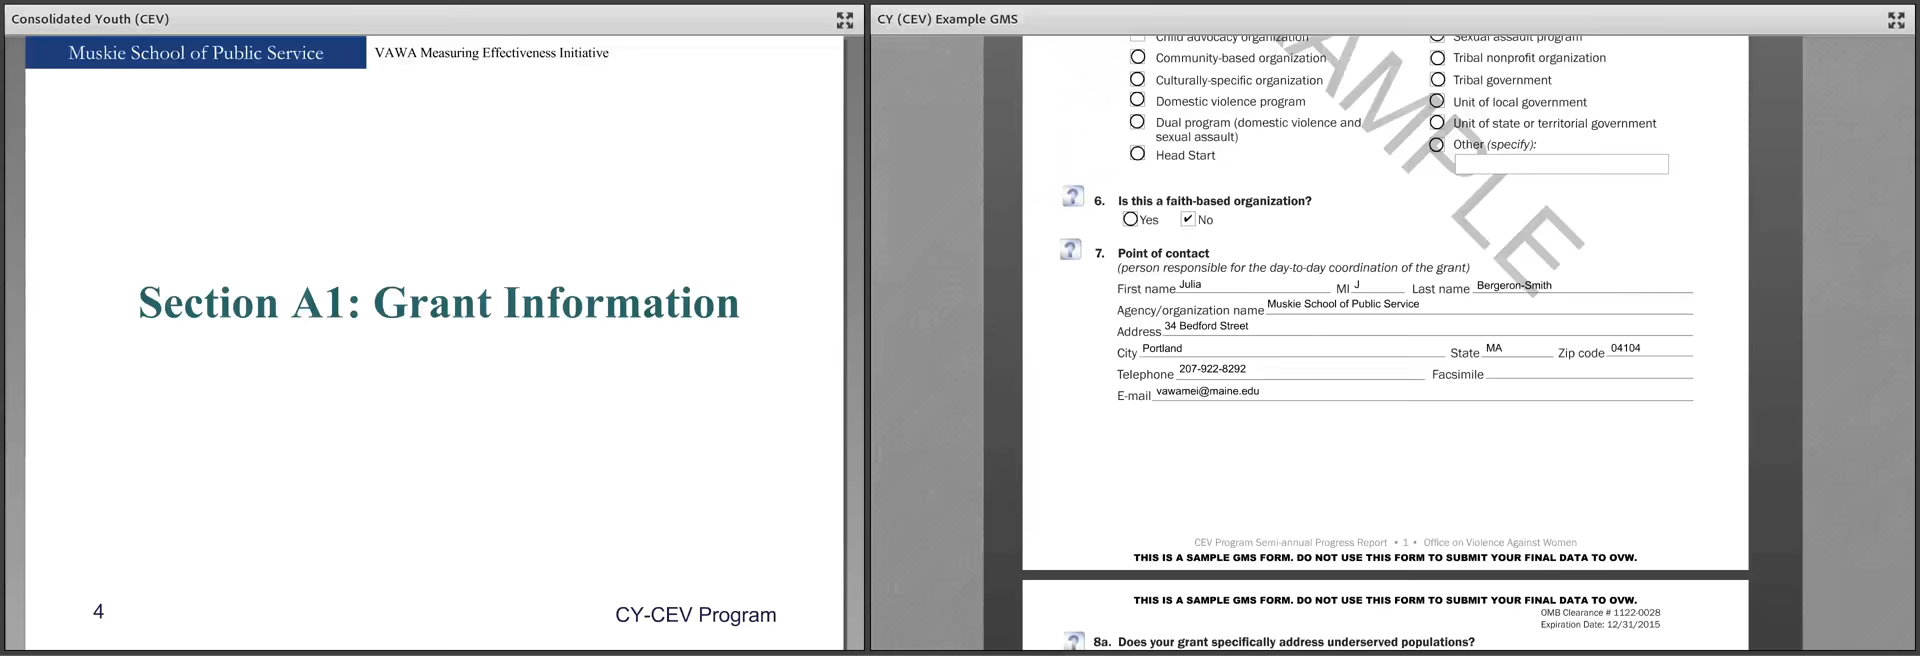 Consolidated Youth (CEV)
Muskie School of Public Service
VAWA Measuring Effectiveness Initiative
Section A1: Grant Information
4
CY-CEV Program
CY (CEV) Example GMS
Child advocacy organization
Community-based organization
Culturally-specific organization
Domestic violence program
Dual program (domestic violence and
sexual assault)
Head Start
Sexual assault program
Tribal nonprofit organization
Tribal government
Unit of local government
Unit of state or territorial government
Other (specify):
6. Is this a faith-based organization?
Yes ✔ No
7. Point of contact
(person responsible for the day-to-day coordination of the grant)
First name Julia MI J Last name Bergeron-Smith
Agency/organization name Muskie School of Public Service
Address 34 Bedford Street
City Portland State MA Zip code 04104
Telephone 207-922-8292 Facsimile
E-mail vawamei@maine.edu
AMPLE
CEV Program Semi-annual Progress Report • 1 • Office on Violence Against Women
THIS IS A SAMPLE GMS FORM. DO NOT USE THIS FORM TO SUBMIT YOUR FINAL DATA TO OVW.
THIS IS A SAMPLE GMS FORM. DO NOT USE THIS FORM TO SUBMIT YOUR FINAL DATA TO OVW.
OMB Clearance # 1122-0028
Expiration Date: 12/31/2015
8a. Does your grant specifically address underserved populations?